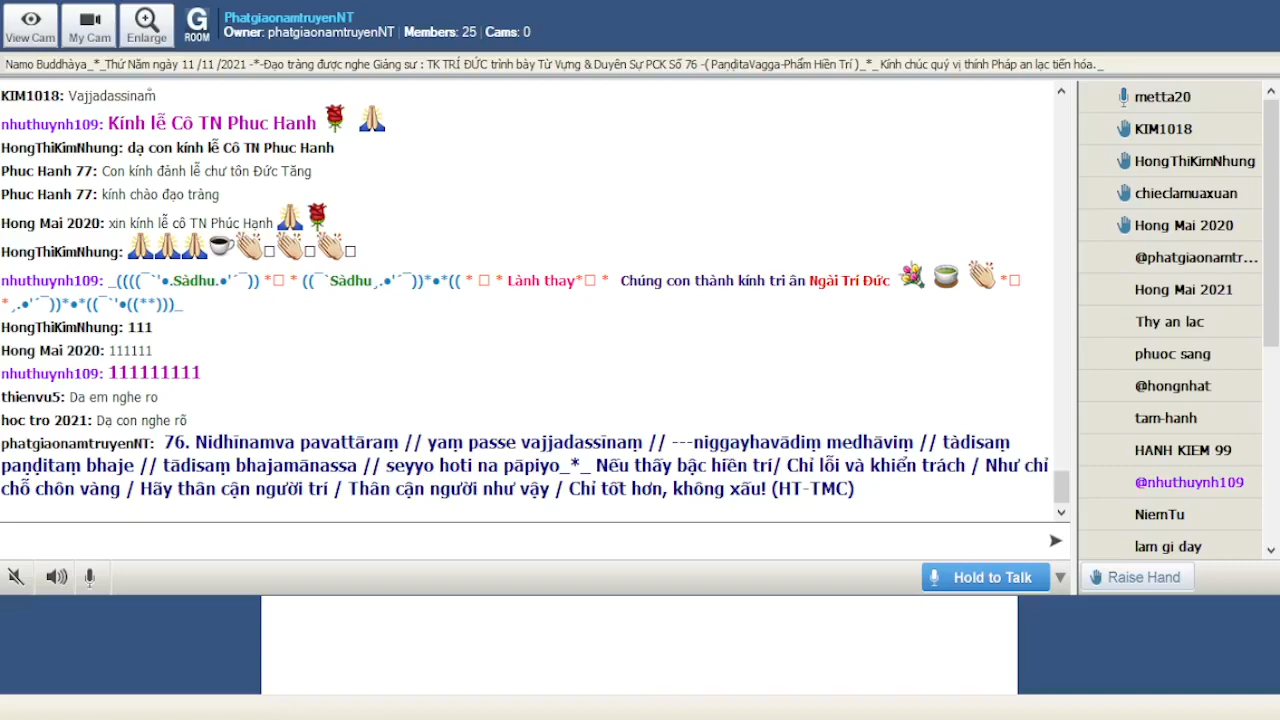 View Cam
My Cam
Enlarge
G
ROOM
PhatgiaonamtruyenNT
Owner: phatgiaonamtruyenNT | Members: 25 | Cams: 0
Namo Buddhàya_*_Thứ Năm ngày 11 /11 /2021 -*-Đạo tràng được nghe Giảng sư : TK TRÍ ĐỨC trình bày Từ Vựng & Duyên Sự PCK Số 76 -( PaṇḍitaVagga-Phẩm Hiền Trí )_*_ Kính chúc quý vị thính Pháp an lạc tiến hóa._
KIM1018: Vajjadassinaṁ
nhuthuynh109: Kính lễ Cô TN Phuc Hanh 🌹 🙏
HongThiKimNhung: dạ con kính lễ Cô TN Phuc Hanh
Phuc Hanh 77: Con kính đảnh lễ chư tôn Đức Tăng
Phuc Hanh 77: kính chào đạo tràng
Hong Mai 2020: xin kính lễ cô TN Phúc Hạnh 🙏 🌹
HongThiKimNhung: 🙏🙏🙏☕👏□👏□👏□
nhuthuynh109: _((((¯`'•.Sàdhu.•'´¯)) *□ * ((¯`Sàdhu¸.•'´¯))*•*(( * □ * Lành thay*□ * Chúng con thành kính tri ân Ngài Trí Đức 💐 🍵 👏 *□
*¸.•'´¯))*•*((¯`'•((**)))_
HongThiKimNhung: 111
Hong Mai 2020: 111111
nhuthuynh109: 111111111
thienvu5: Da em nghe ro
hoc tro 2021: Dạ con nghe rõ
phatgiaonamtruyenNT: 76. Nidhīnamva pavattāraṃ // yaṃ passe vajjadassīnaṃ // ---niggayhavādiṃ medhāviṃ // tàdisaṃ
paṇḍitaṃ bhaje // tādisaṃ bhajamānassa // seyyo hoti na pāpiyo_*_ Nếu thấy bậc hiền trí/ Chỉ lỗi và khiển trách / Như chỉ
chỗ chôn vàng / Hãy thân cận người trí / Thân cận người như vậy / Chỉ tốt hơn, không xấu! (HT-TMC)
Hold to Talk
metta20
KIM1018
HongThiKimNhung
chieclamuaxuan
Hong Mai 2020
@phatgiaonamtr...
Hong Mai 2021
Thy an lac
phuoc sang
@hongnhat
tam-hanh
HANH KIEM 99
@nhuthuynh109
NiemTu
lam gi day
Raise Hand